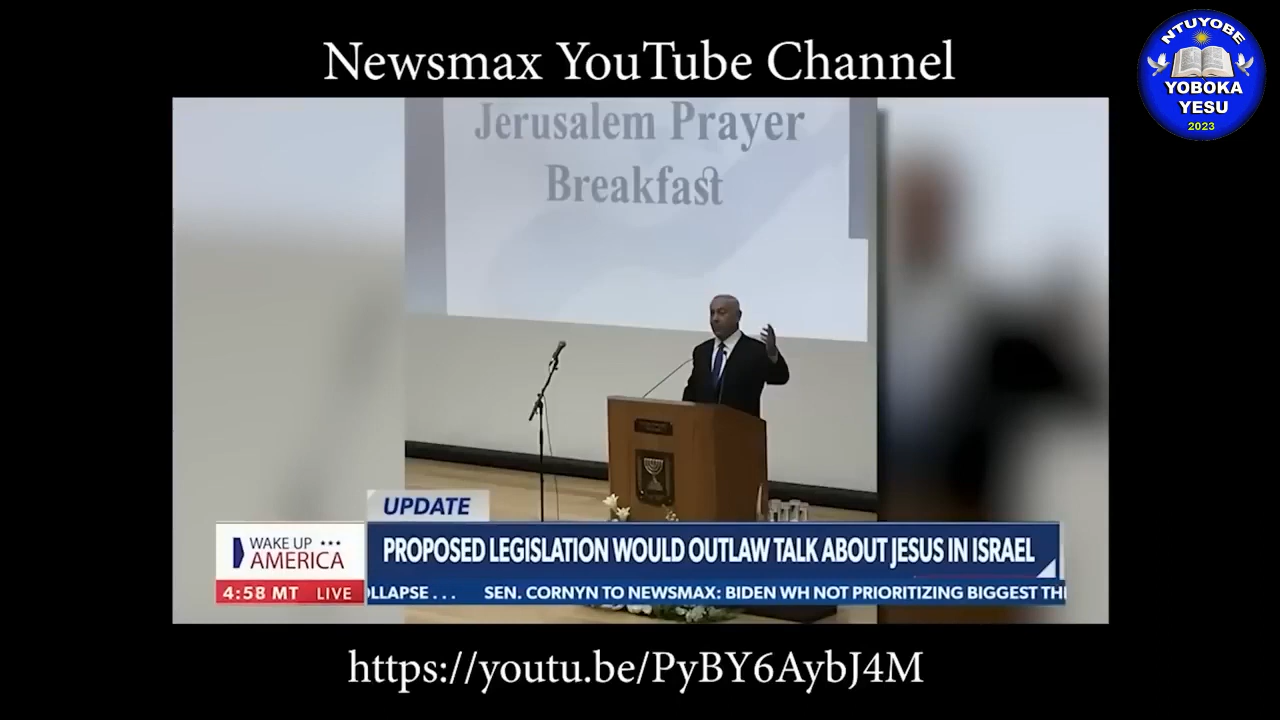 Newsmax YouTube Channel
NTUYOBE
YOBOKA
YESU
2023
Jerusalem Prayer
Breakfast
UPDATE
WAKE UP
AMERICA
PROPOSED LEGISLATION WOULD OUTLAW TALK ABOUT JESUS IN ISRAEL
4:58 MT LIVE
LLAPSE . . . SEN. CORNYN TO NEWSMAX: BIDEN WH NOT PRIORITIZING BIGGEST TH
https://youtu.be/PyBY6AybJ4M